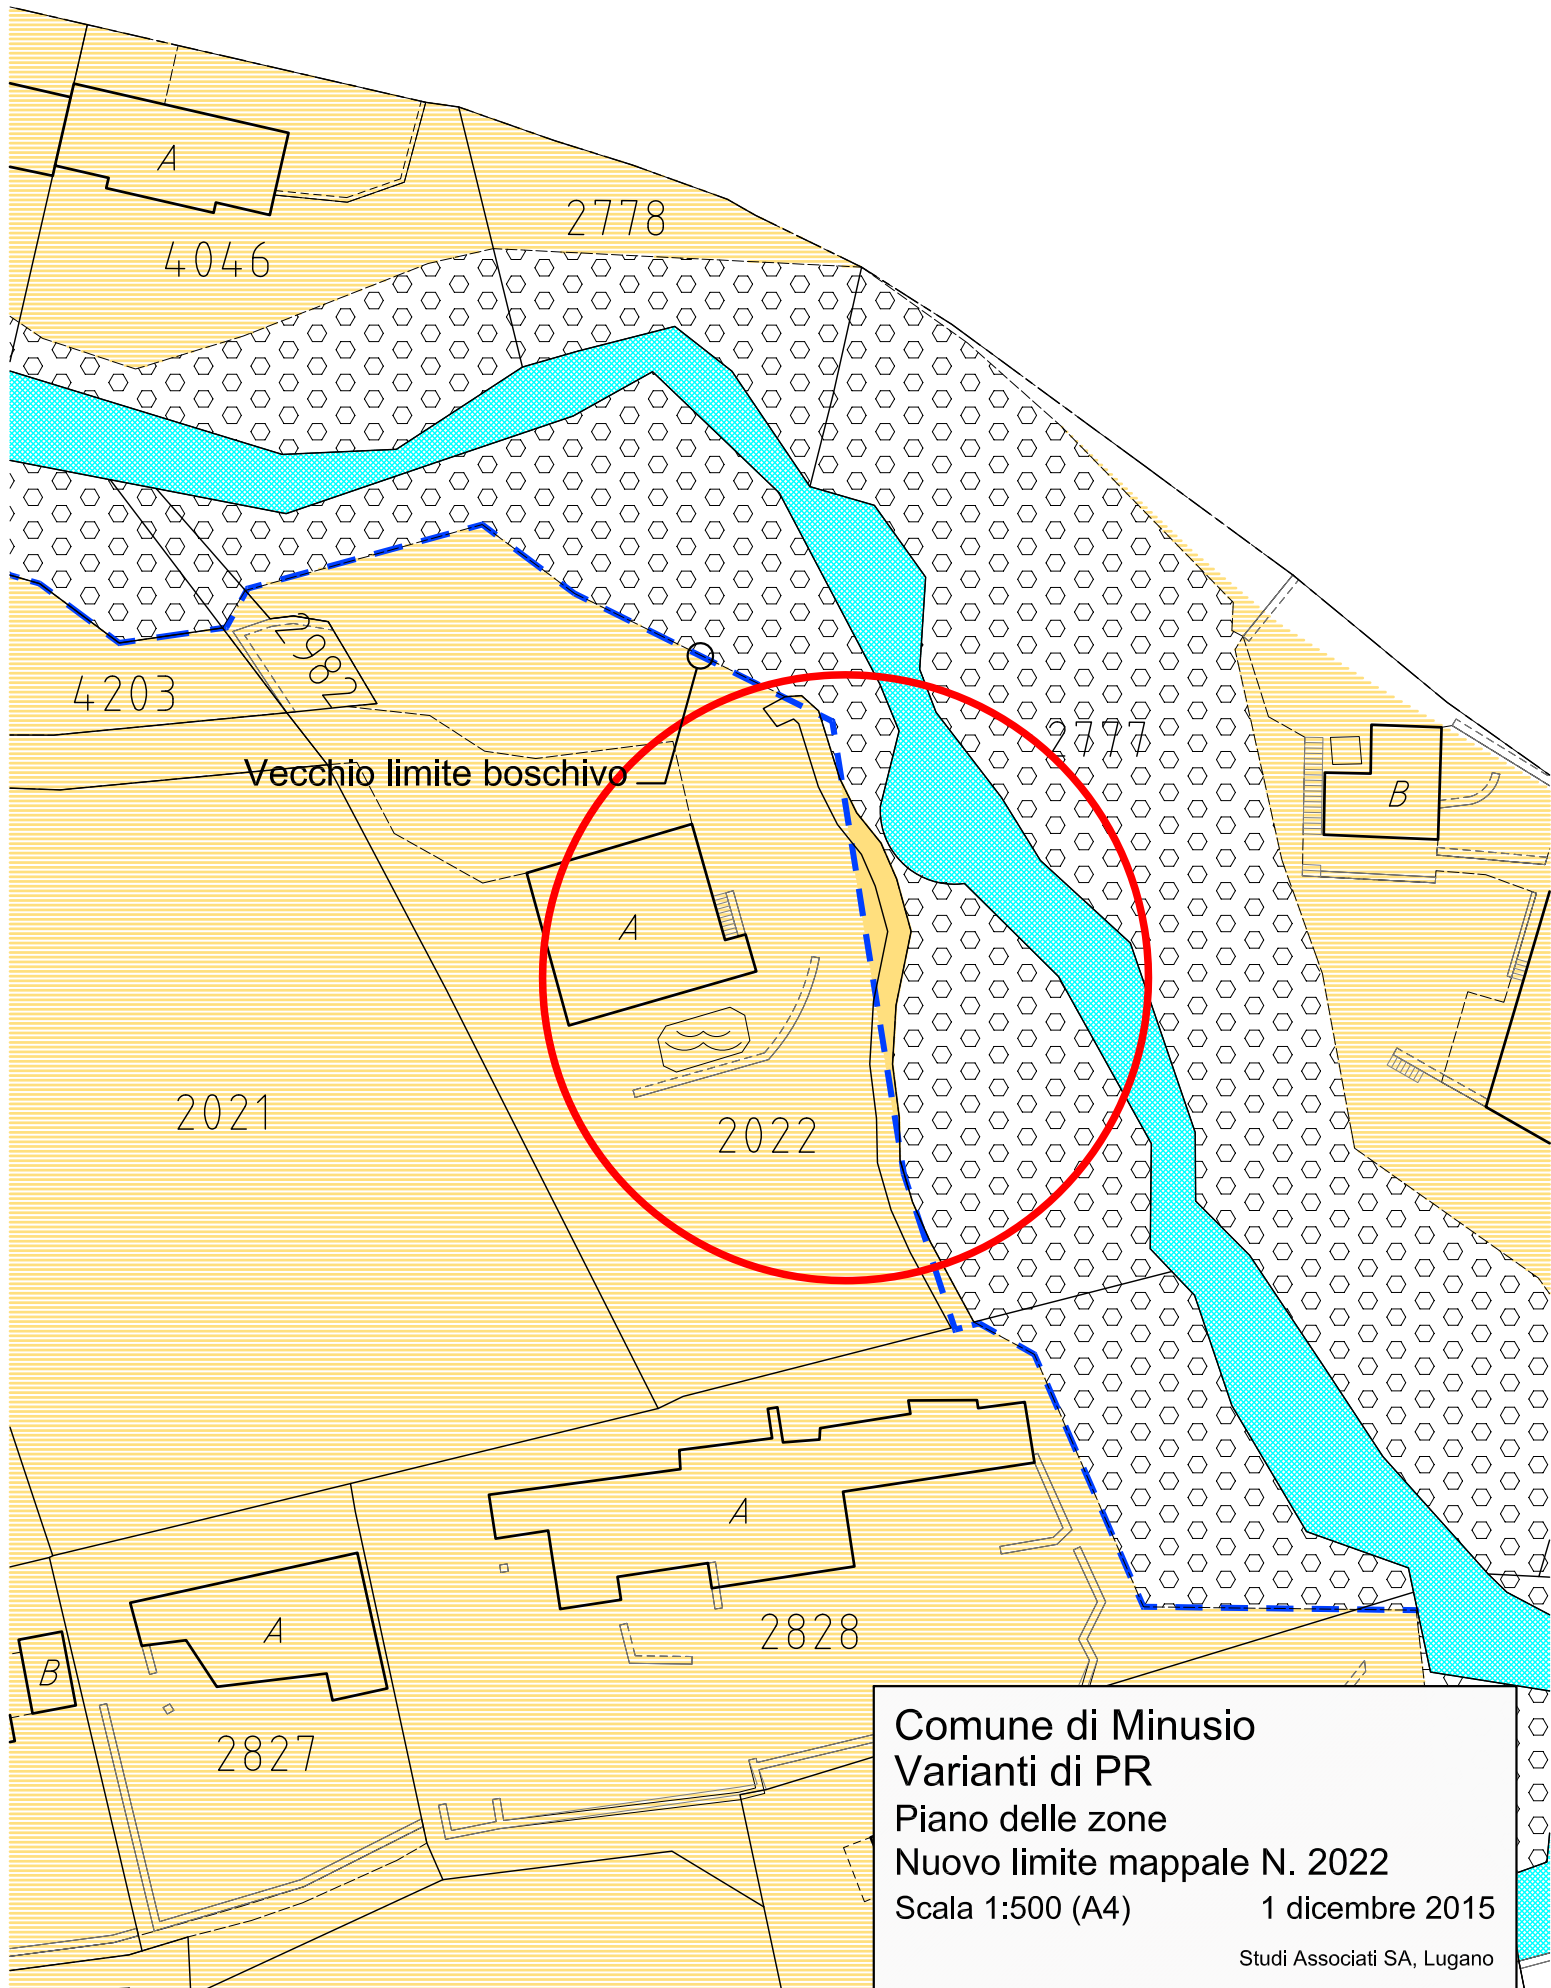 A
4046
2778
2982
4203
2777
Vecchio limite boschivo
B
A
2021
2022
A
2828
A
B
2827
Comune di Minusio
Varianti di PR
Piano delle zone
Nuovo limite mappale N. 2022
Scala 1:500 (A4) 1 dicembre 2015
Studi Associati SA, Lugano